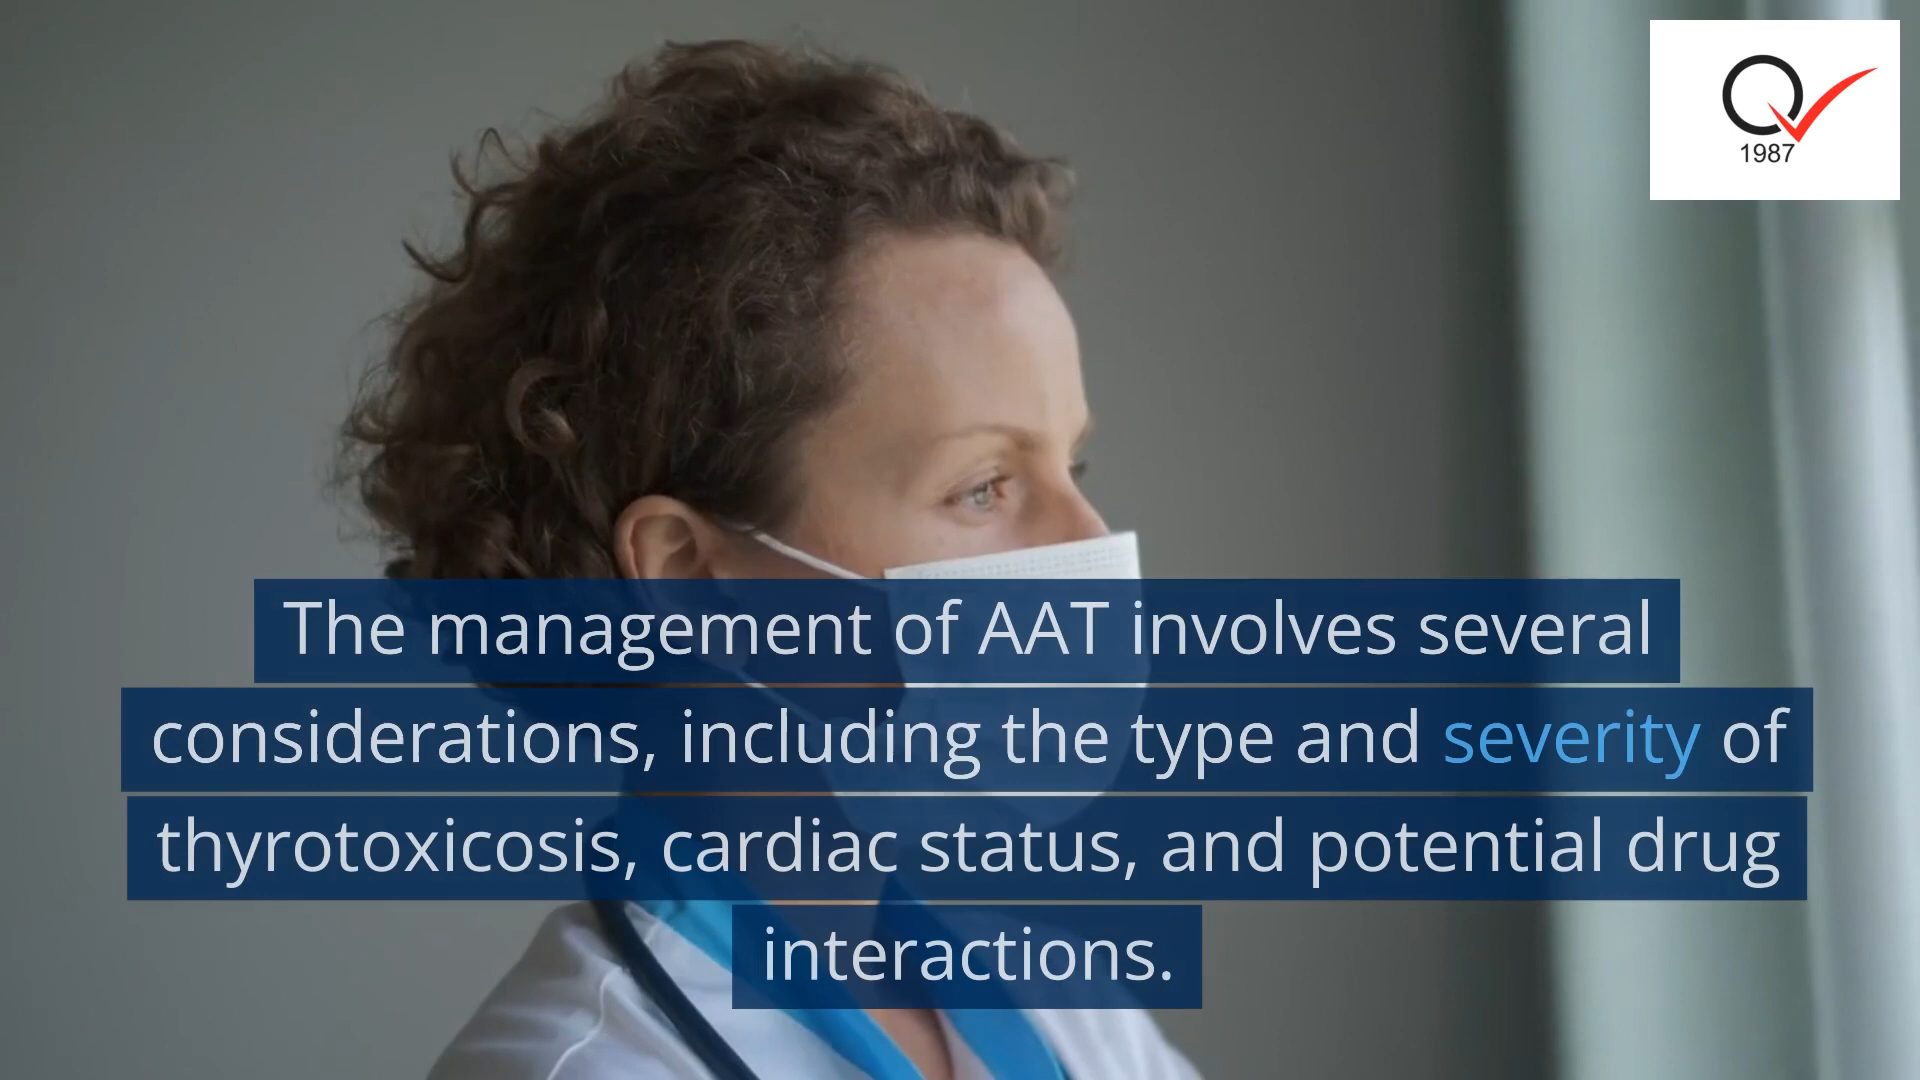 Q
1987
The management of AAT involves several
considerations, including the type and severity of
thyrotoxicosis, cardiac status, and potential drug
interactions.